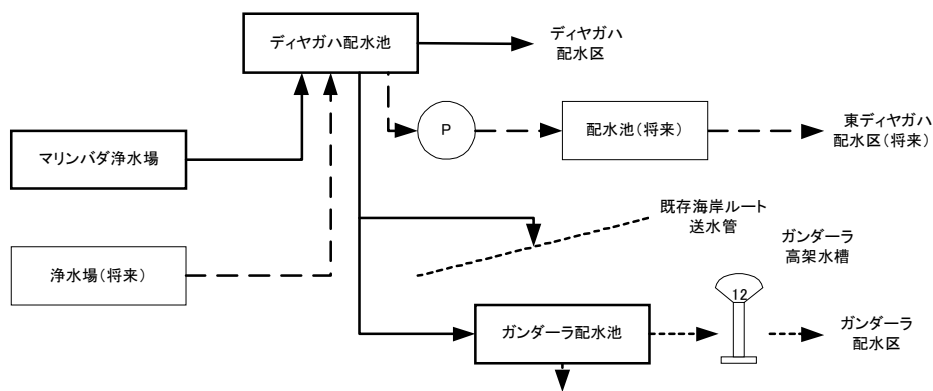 ディヤガハ配水池
ディヤガハ
配水区
P
配水池(将来)
東ディヤガハ
配水区(将来)
マリンバダ浄水場
既存海岸ルート
送水管
浄水場(将来)
ガンダーラ
高架水槽
12
ガンダーラ配水池
ガンダーラ
配水区